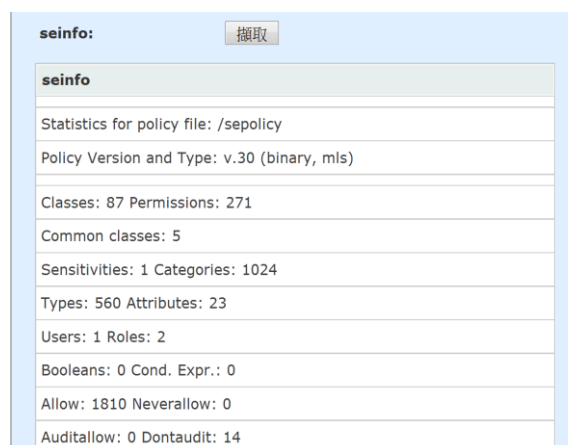 seinfo: 擷取
seinfo
Statistics for policy file: /sepolicy
Policy Version and Type: v.30 (binary, mls)
Classes: 87 Permissions: 271
Common classes: 5
Sensitivities: 1 Categories: 1024
Types: 560 Attributes: 23
Users: 1 Roles: 2
Booleans: 0 Cond. Expr.: 0
Allow: 1810 Neverallow: 0
Auditallow: 0 Dontaudit: 14